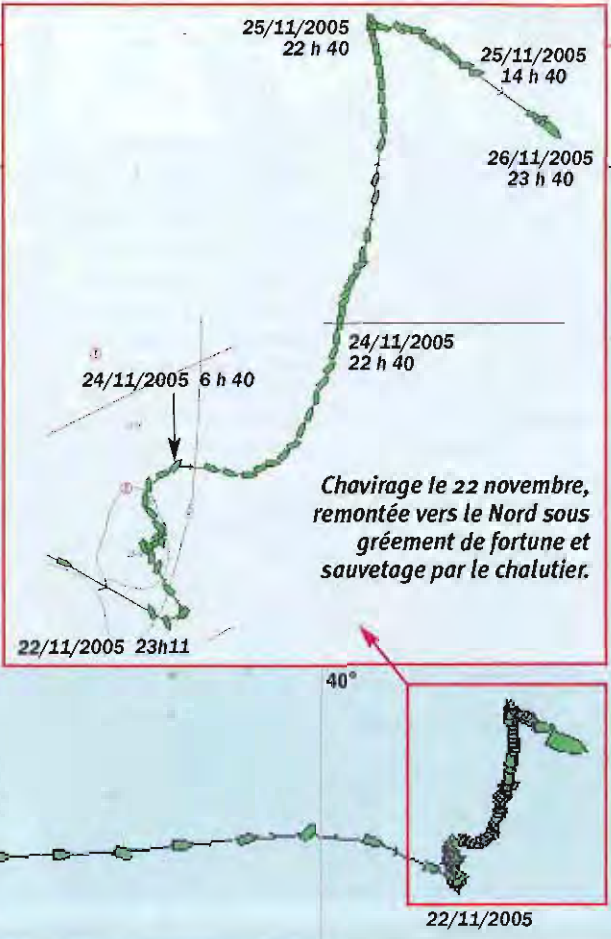 25/11/2005
22 h 40
25/11/2005
14 h 40
26/11/2005
23 h 40
24/11/2005
22 h 40
24/11/2005 6 h 40
Chavirage le 22 novembre,
remontée vers le Nord sous
gréement de fortune et
sauvetage par le chalutier.
22/11/2005 23h11
40°
22/11/2005